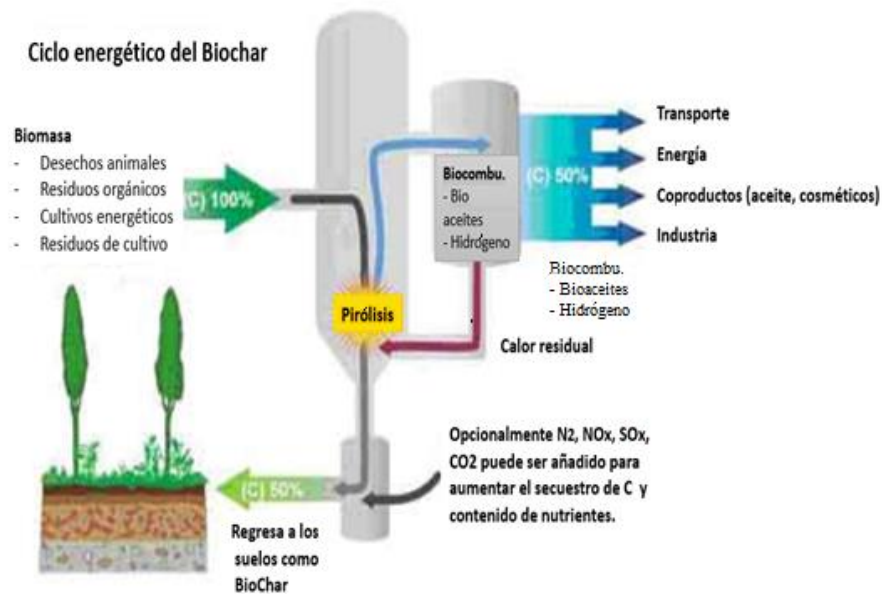 Ciclo energético del Biochar
Biomasa
- Desechos animales
- Residuos orgánicos
- Cultivos energéticos
- Residuos de cultivo
(C) 100%
Biocombu.
- Bio
aceites
- Hidrógeno
(C) 50%
Transporte
Energía
Coproductos (aceite, cosméticos)
Industria
Biocombu.
- Bioaceites
- Hidrógeno
Pirólisis
Calor residual
Opcionalmente N2, NOx, SOx,
CO2 puede ser añadido para
aumentar el secuestro de C y
contenido de nutrientes.
(C) 50%
Regresa a los
suelos como
BioChar